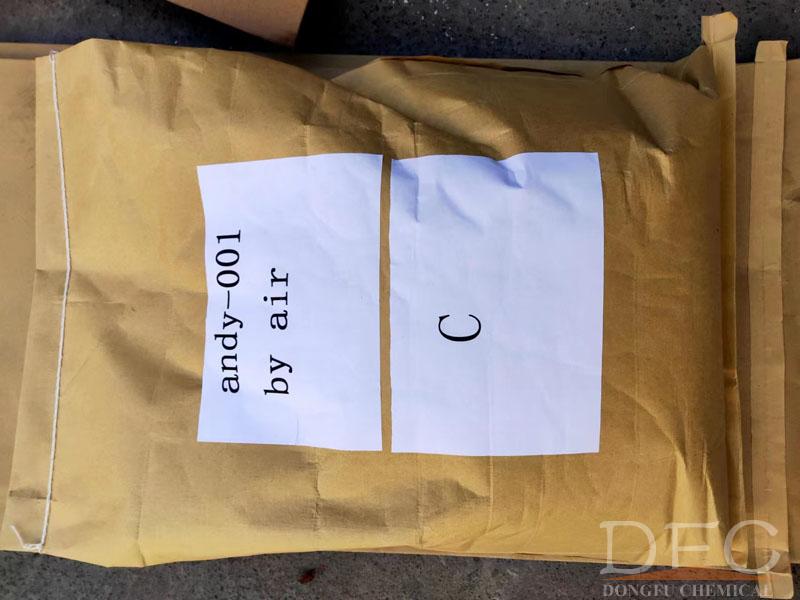 andy-001
by air
C
DFC
DONGFU CHEMICAL